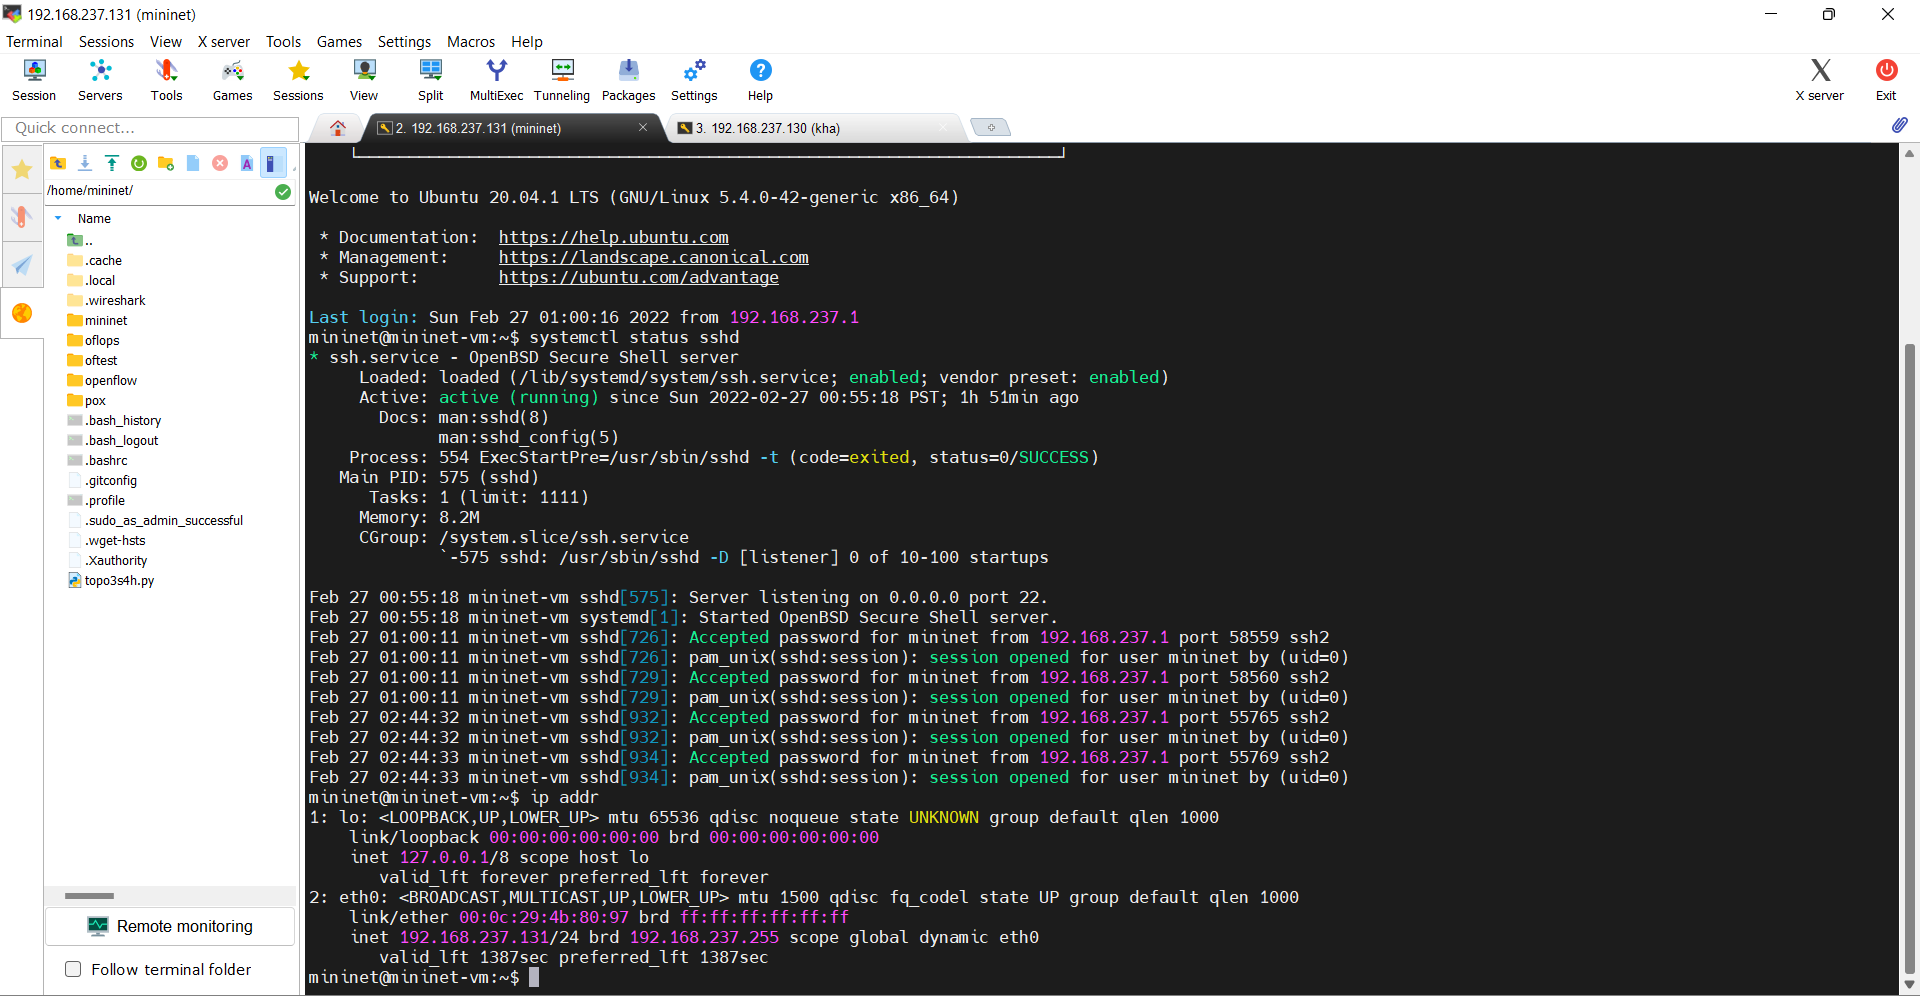 192.168.237.131 (mininet)
Terminal Sessions View X server Tools Games Settings Macros Help
Session Servers Tools Games Sessions View Split MultiExec Tunneling Packages Settings Help X server Exit
Quick connect...
2. 192.168.237.131 (mininet)
3. 192.168.237.130 (kha)
/home/mininet/
Name
..
.cache
.local
.wireshark
mininet
oflops
oftest
openflow
pox
.bash_history
.bash_logout
.bashrc
.gitconfig
.profile
.sudo_as_admin_successful
.wget-hsts
.Xauthority
topo3s4h.py
Remote monitoring
Follow terminal folder
Welcome to Ubuntu 20.04.1 LTS (GNU/Linux 5.4.0-42-generic x86_64)
* Documentation:  https://help.ubuntu.com
* Management:     https://landscape.canonical.com
* Support:        https://ubuntu.com/advantage
Last login: Sun Feb 27 01:00:16 2022 from 192.168.237.1
mininet@mininet-vm:~$ systemctl status sshd
* ssh.service - OpenBSD Secure Shell server
Loaded: loaded (/lib/systemd/system/ssh.service; enabled; vendor preset: enabled)
Active: active (running) since Sun 2022-02-27 00:55:18 PST; 1h 51min ago
Docs: man:sshd(8)
man:sshd_config(5)
Process: 554 ExecStartPre=/usr/sbin/sshd -t (code=exited, status=0/SUCCESS)
Main PID: 575 (sshd)
Tasks: 1 (limit: 1111)
Memory: 8.2M
CGroup: /system.slice/ssh.service
`-575 sshd: /usr/sbin/sshd -D [listener] 0 of 10-100 startups
Feb 27 00:55:18 mininet-vm sshd[575]: Server listening on 0.0.0.0 port 22.
Feb 27 00:55:18 mininet-vm systemd[1]: Started OpenBSD Secure Shell server.
Feb 27 01:00:11 mininet-vm sshd[726]: Accepted password for mininet from 192.168.237.1 port 58559 ssh2
Feb 27 01:00:11 mininet-vm sshd[726]: pam_unix(sshd:session): session opened for user mininet by (uid=0)
Feb 27 01:00:11 mininet-vm sshd[729]: Accepted password for mininet from 192.168.237.1 port 58560 ssh2
Feb 27 01:00:11 mininet-vm sshd[729]: pam_unix(sshd:session): session opened for user mininet by (uid=0)
Feb 27 02:44:32 mininet-vm sshd[932]: Accepted password for mininet from 192.168.237.1 port 55765 ssh2
Feb 27 02:44:32 mininet-vm sshd[932]: pam_unix(sshd:session): session opened for user mininet by (uid=0)
Feb 27 02:44:33 mininet-vm sshd[934]: Accepted password for mininet from 192.168.237.1 port 55769 ssh2
Feb 27 02:44:33 mininet-vm sshd[934]: pam_unix(sshd:session): session opened for user mininet by (uid=0)
mininet@mininet-vm:~$ ip addr
1: lo: <LOOPBACK,UP,LOWER_UP> mtu 65536 qdisc noqueue state UNKNOWN group default qlen 1000
link/loopback 00:00:00:00:00:00 brd 00:00:00:00:00:00
inet 127.0.0.1/8 scope host lo
valid_lft forever preferred_lft forever
2: eth0: <BROADCAST,MULTICAST,UP,LOWER_UP> mtu 1500 qdisc fq_codel state UP group default qlen 1000
link/ether 00:0c:29:4b:80:97 brd ff:ff:ff:ff:ff:ff
inet 192.168.237.131/24 brd 192.168.237.255 scope global dynamic eth0
valid_lft 1387sec preferred_lft 1387sec
mininet@mininet-vm:~$